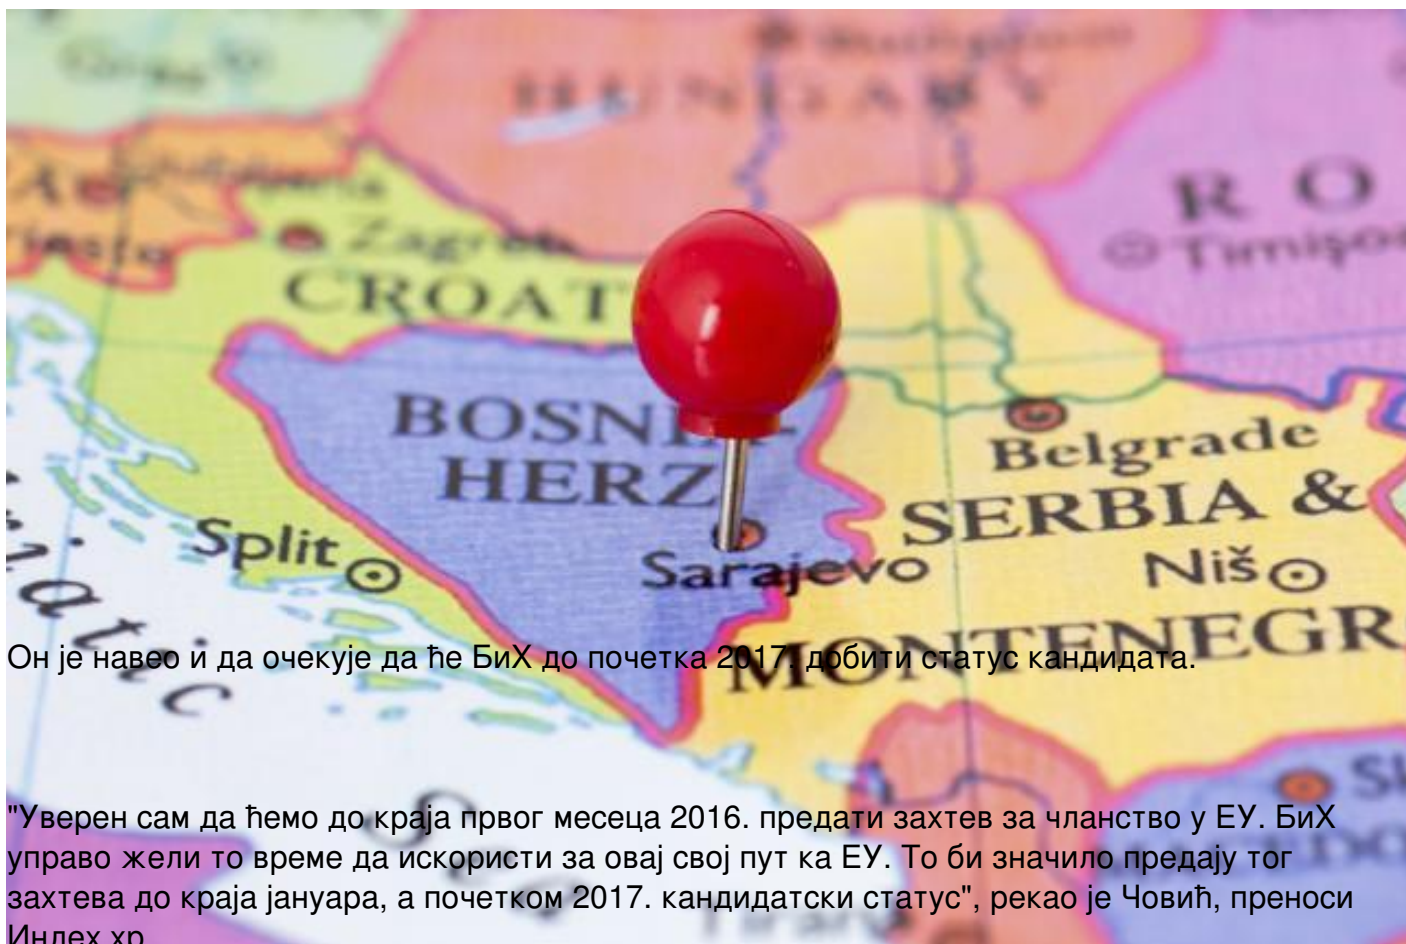 HUNGARY
Zagreb
CROAT
R O
BOSNI-
HERZ
Belgrade
SERBIA &
Split
Sarajevo
Niš
MONTENEGR
Он је навео и да очекује да ће БиХ до почетка 2017. добити статус кандидата.
"Уверен сам да ћемо до краја првог месеца 2016. предати захтев за чланство у ЕУ. БиХ
управо жели то време да искористи за овај свој пут ка ЕУ. То би значило предају тог
захтева до краја јануара, а почетком 2017. кандидатски статус", рекао је Човић, преноси
Индех.хр